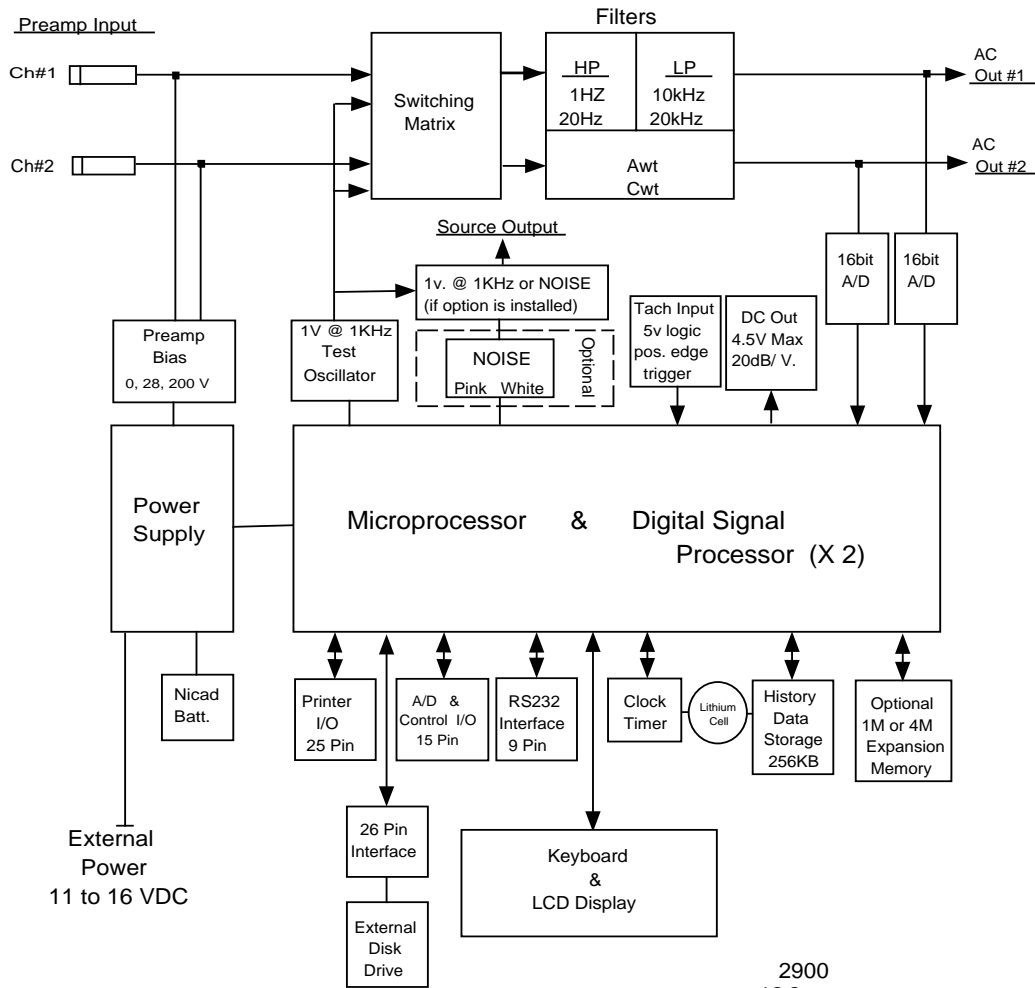 Preamp Input
Filters
Ch#1
Ch#2
Switching
Matrix
HP
1HZ
20Hz
LP
10kHz
20kHz
Awt
Cwt
AC
Out #1
AC
Out #2
Source Output
1v. @ 1KHz or NOISE
(if option is installed)
16bit
A/D
16bit
A/D
Preamp
Bias
0, 28, 200 V
1V @ 1KHz
Test
Oscillator
NOISE
Pink White
Optional
Tach Input
5v logic
pos. edge
trigger
DC Out
4.5V Max
20dB/ V.
Power
Supply
Microprocessor & Digital Signal
Processor (X 2)
Nicad
Batt.
Printer
I/O
25 Pin
A/D &
Control I/O
15 Pin
RS232
Interface
9 Pin
Clock
Timer
Lithium
Cell
History
Data
Storage
256KB
Optional
1M or 4M
Expansion
Memory
External
Power
11 to 16 VDC
26 Pin
Interface
External
Disk
Drive
Keyboard
&
LCD Display
2900